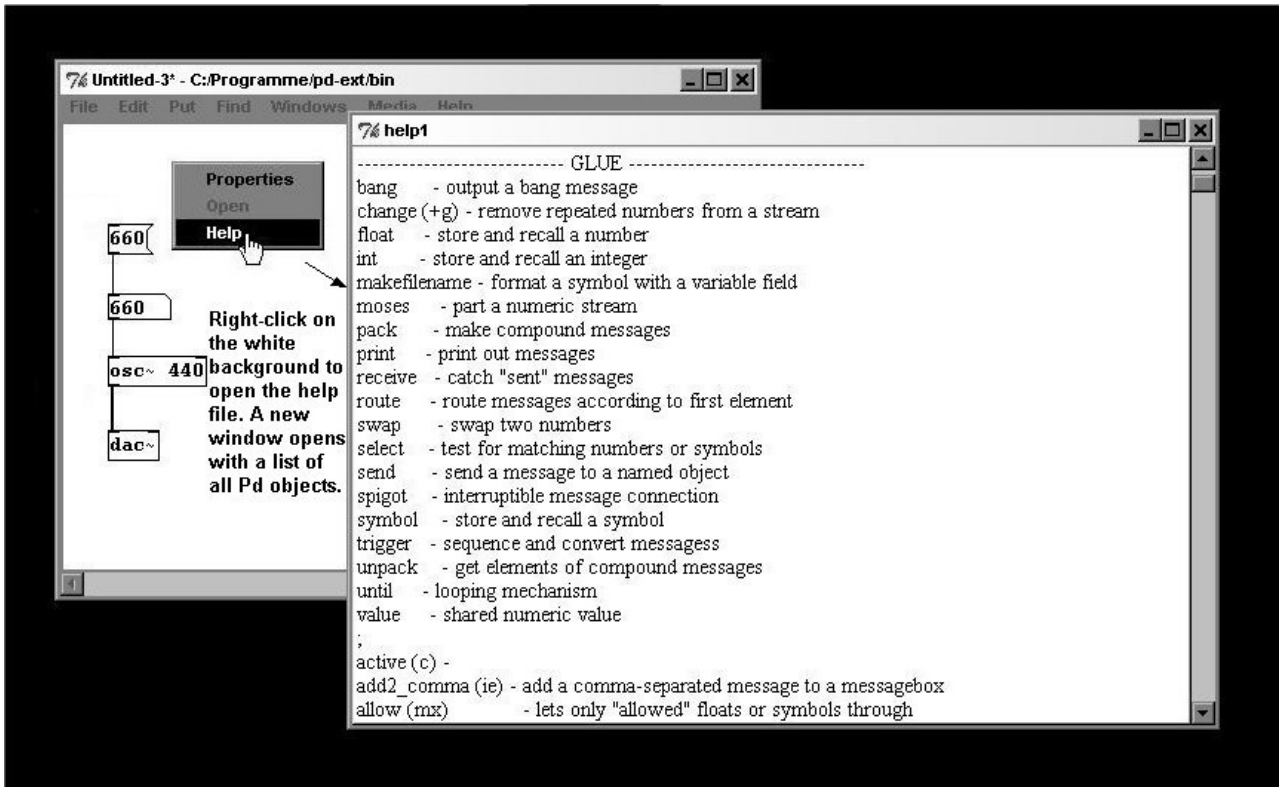 Untitled-3* - C:/Programme/pd-ext/bin
File Edit Put Find Windows Media Help
Properties
Open
Help
660
660
osc~ 440
dac~
Right-click on
the white
background to
open the help
file. A new
window opens
with a list of
all Pd objects.
help1
---------------------------- GLUE --------------------------------
bang - output a bang message
change (+g) - remove repeated numbers from a stream
float - store and recall a number
int - store and recall an integer
makefilename - format a symbol with a variable field
moses - part a numeric stream
pack - make compound messages
print - print out messages
receive - catch "sent" messages
route - route messages according to first element
swap - swap two numbers
select - test for matching numbers or symbols
send - send a message to a named object
spigot - interruptible message connection
symbol - store and recall a symbol
trigger - sequence and convert messagess
unpack - get elements of compound messages
until - looping mechanism
value - shared numeric value
;
active (c) -
add2_comma (ie) - add a comma-separated message to a messagebox
allow (mx) - lets only "allowed" floats or symbols through